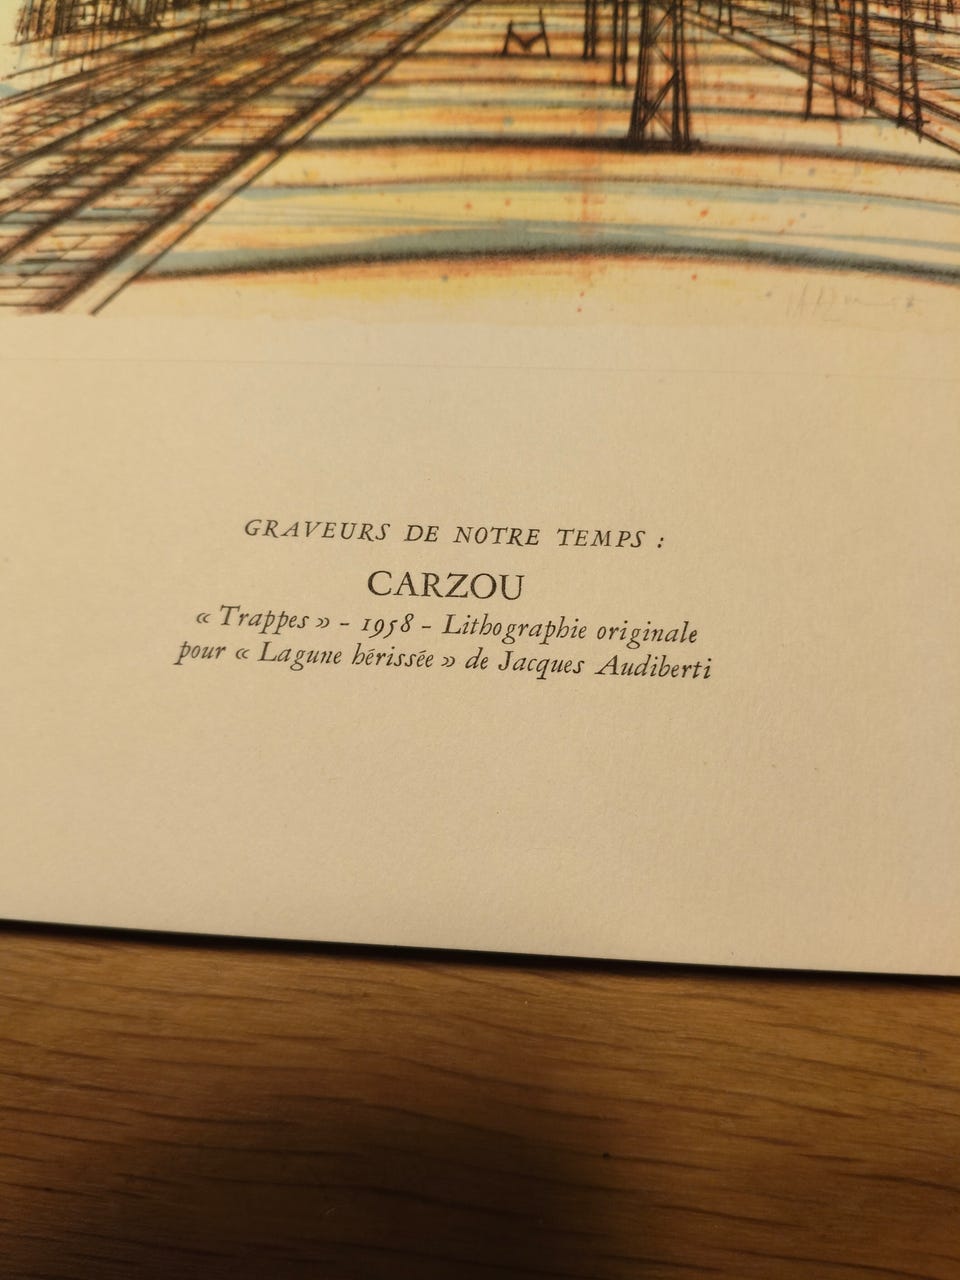 GRAVEURS DE NOTRE TEMPS :
CARZOU
« Trappes » - 1958 - Lithographie originale
pour « Lagune hérissée » de Jacques Audiberti